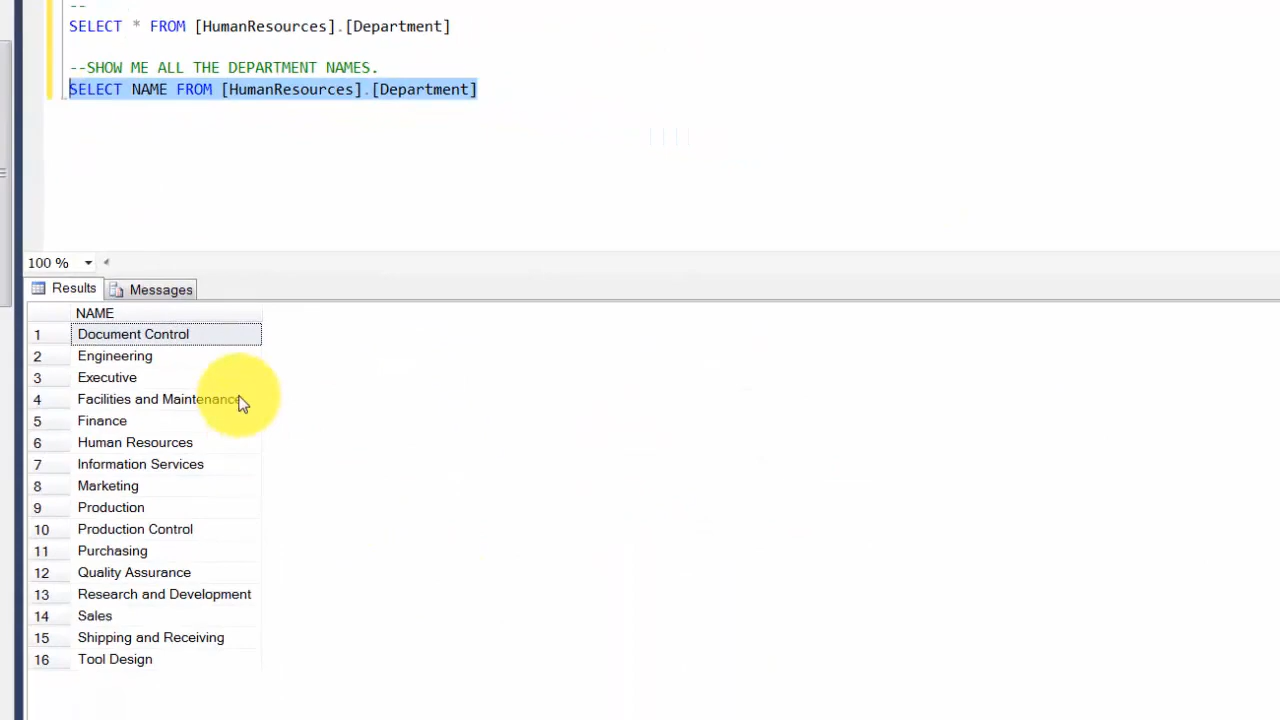 --
SELECT * FROM [HumanResources].[Department]
--SHOW ME ALL THE DEPARTMENT NAMES.
SELECT NAME FROM [HumanResources].[Department]
100 %
Results Messages
NAME
1 Document Control
2 Engineering
3 Executive
4 Facilities and Maintenance
5 Finance
6 Human Resources
7 Information Services
8 Marketing
9 Production
10 Production Control
11 Purchasing
12 Quality Assurance
13 Research and Development
14 Sales
15 Shipping and Receiving
16 Tool Design